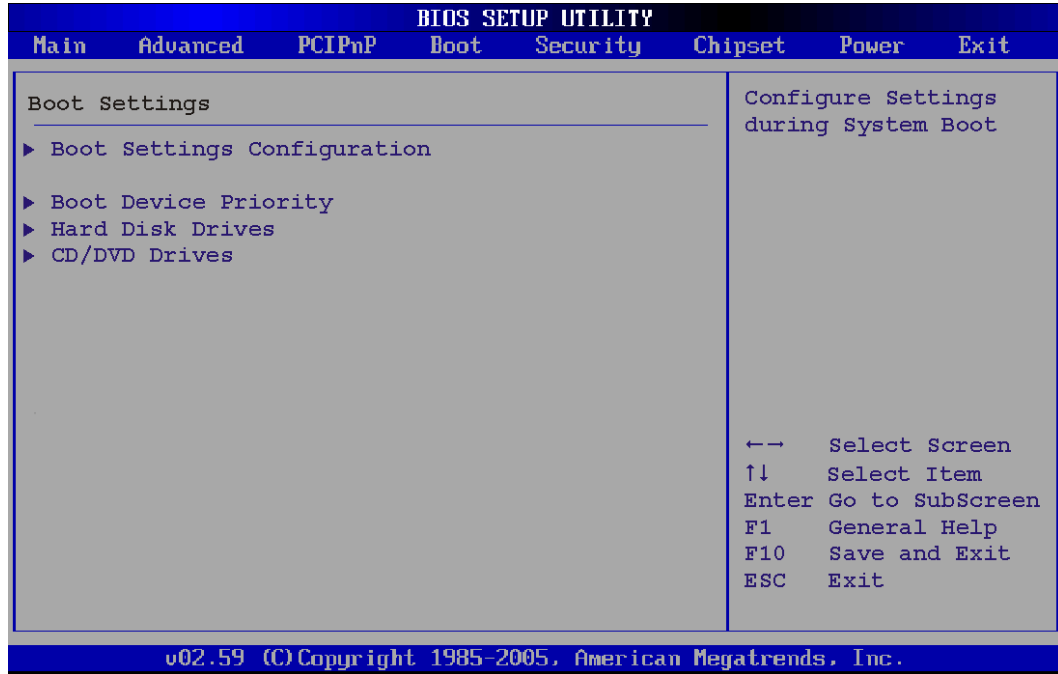 BIOS SETUP UTILITY
Main Advanced PCIPnP Boot Security Chipset Power Exit
Boot Settings
▶ Boot Settings Configuration
▶ Boot Device Priority
▶ Hard Disk Drives
▶ CD/DVD Drives
Configure Settings
during System Boot
←→ Select Screen
↑↓ Select Item
Enter Go to SubScreen
F1 General Help
F10 Save and Exit
ESC Exit
v02.59 (C)Copyright 1985-2005, American Megatrends, Inc.